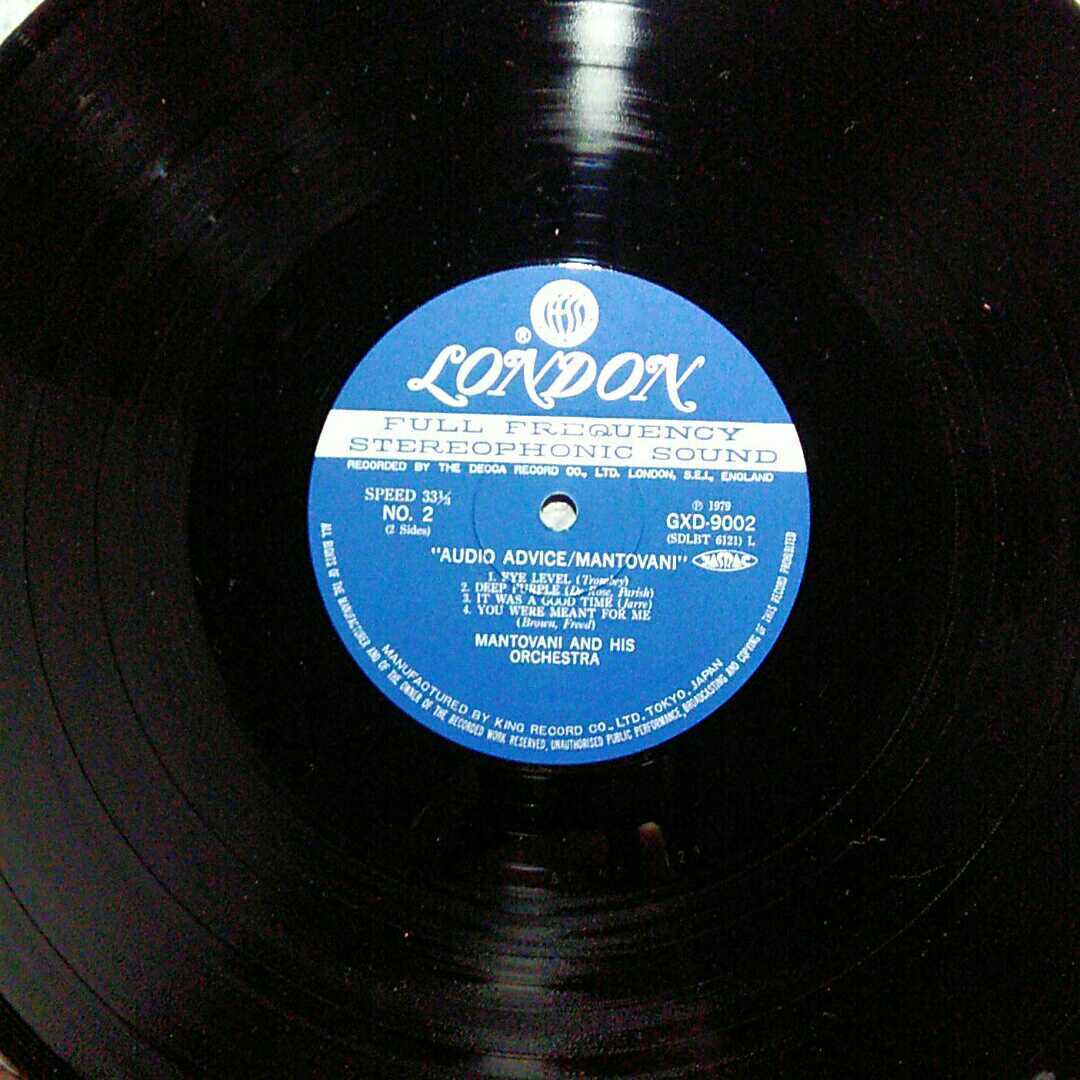 ffss
®
LONDON
FULL FREQUENCY
STEREOPHONIC SOUND
RECORDED BY THE DECCA RECORD CO., LTD. LONDON, S.E.I., ENGLAND
SPEED 33⅓
NO. 2
(2 Sides)
℗ 1979
GXD-9002
(SDLBT 6121) L
"AUDIO ADVICE/MANTOVANI"
JASRAC
1. EYE LEVEL (Trombey)
2. DEEP PURPLE (De Rose, Parish)
3. IT WAS A GOOD TIME (Jarre)
4. YOU WERE MEANT FOR ME
(Brown, Freed)
MANTOVANI AND HIS
ORCHESTRA
MANUFACTURED BY KING RECORD CO., LTD. TOKYO. JAPAN
ALL RIGHTS OF THE MANUFACTURER AND OF THE OWNER OF THE RECORDED WORK RESERVED, UNAUTHORISED PUBLIC PERFORMANCE, BROADCASTING AND COPYING OF THIS RECORD PROHIBITED